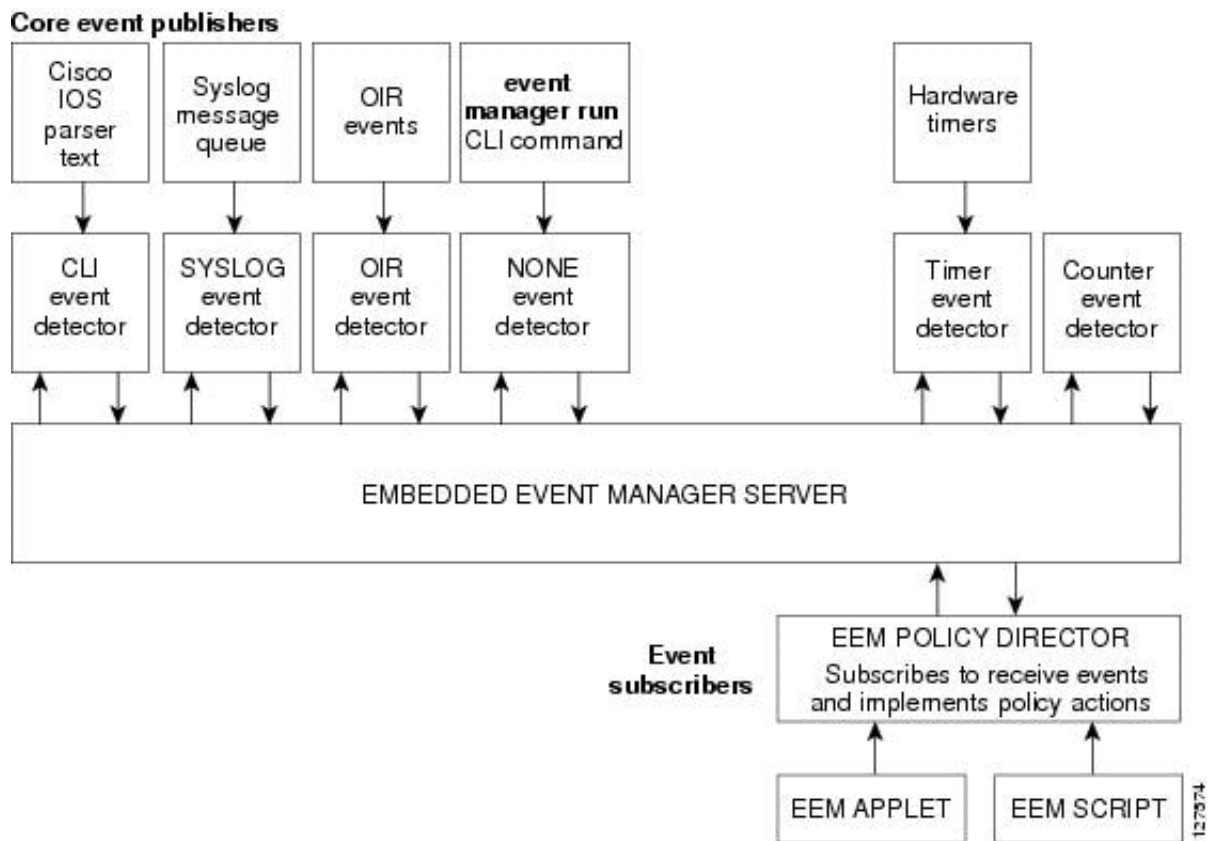 Core event publishers
Cisco
IOS
parser
text
Syslog
message
queue
OIR
events
event
manager run
CLI command
Hardware
timers
CLI
event
detector
SYSLOG
event
detector
OIR
event
detector
NONE
event
detector
Timer
event
detector
Counter
event
detector
EMBEDDED EVENT MANAGER SERVER
Event
subscribers
EEM POLICY DIRECTOR
Subscribes to receive events
and implements policy actions
EEM APPLET
EEM SCRIPT
127574